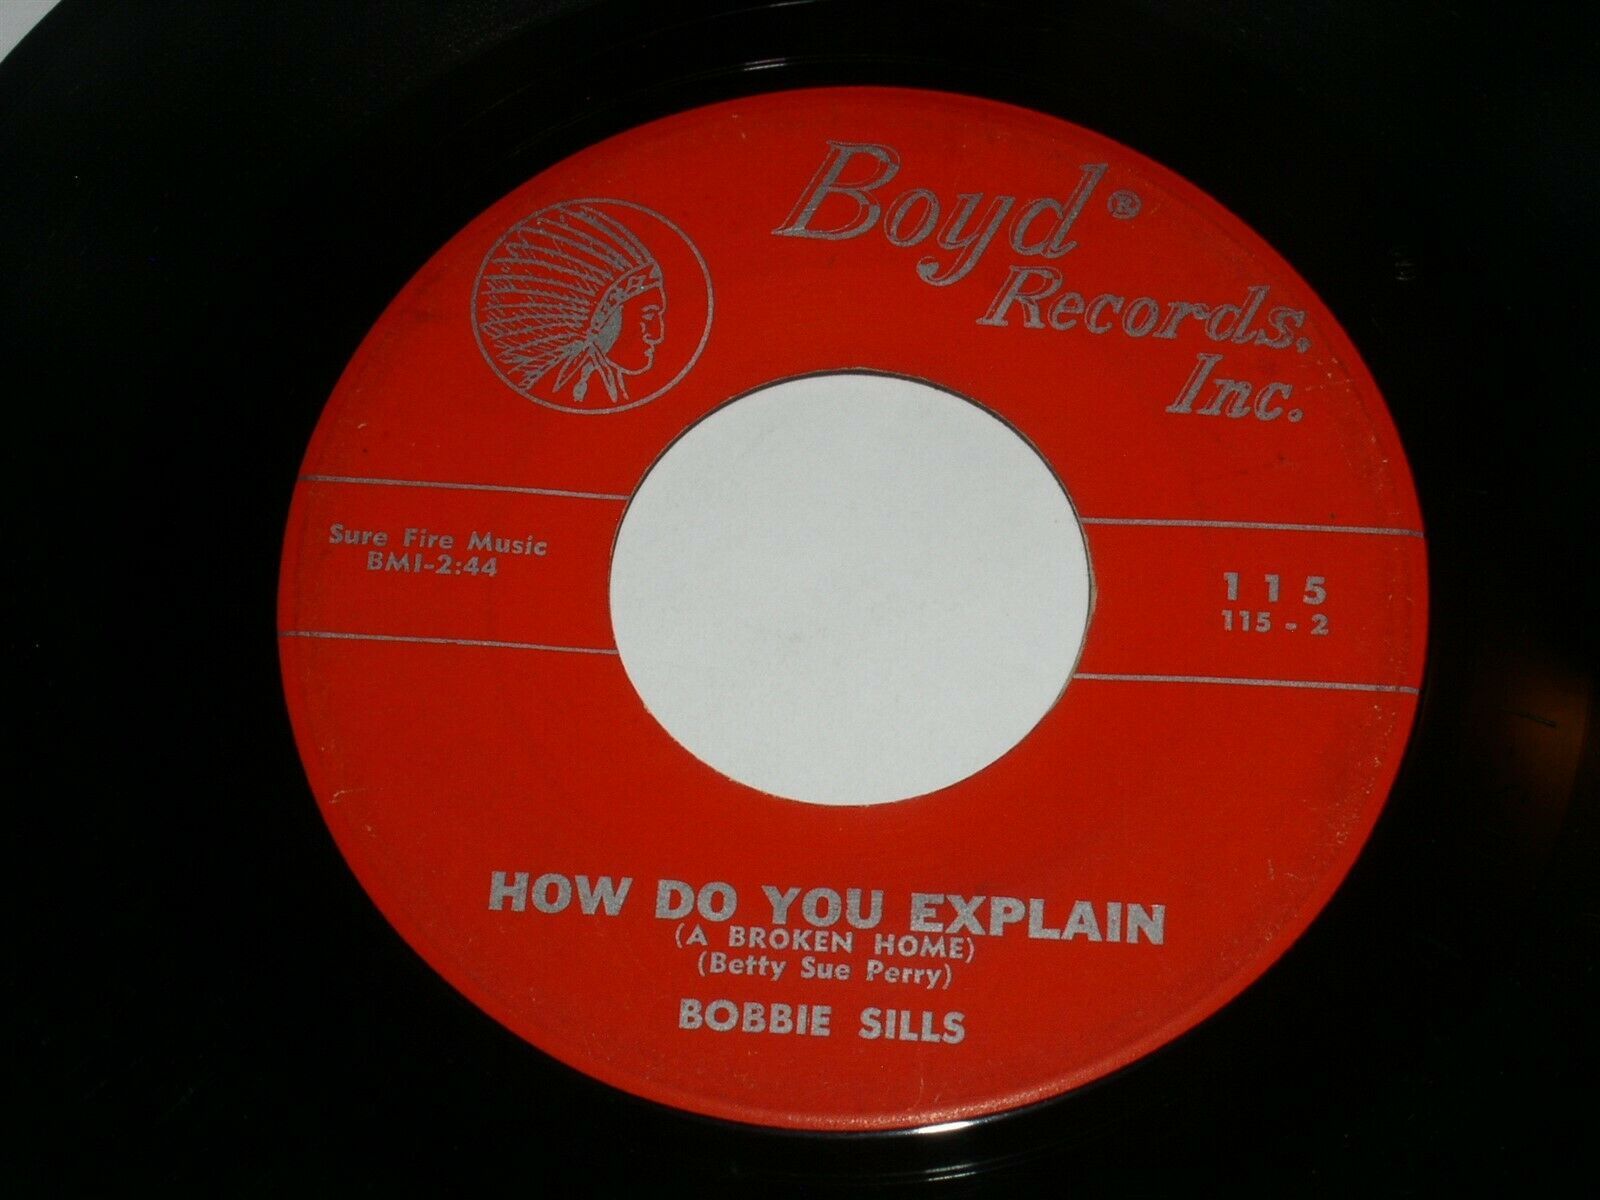 Boyd®
Records,
Inc.
Sure Fire Music
BMI-2:44
115
115 - 2
HOW DO YOU EXPLAIN
(A BROKEN HOME)
(Betty Sue Perry)
BOBBIE SILLS